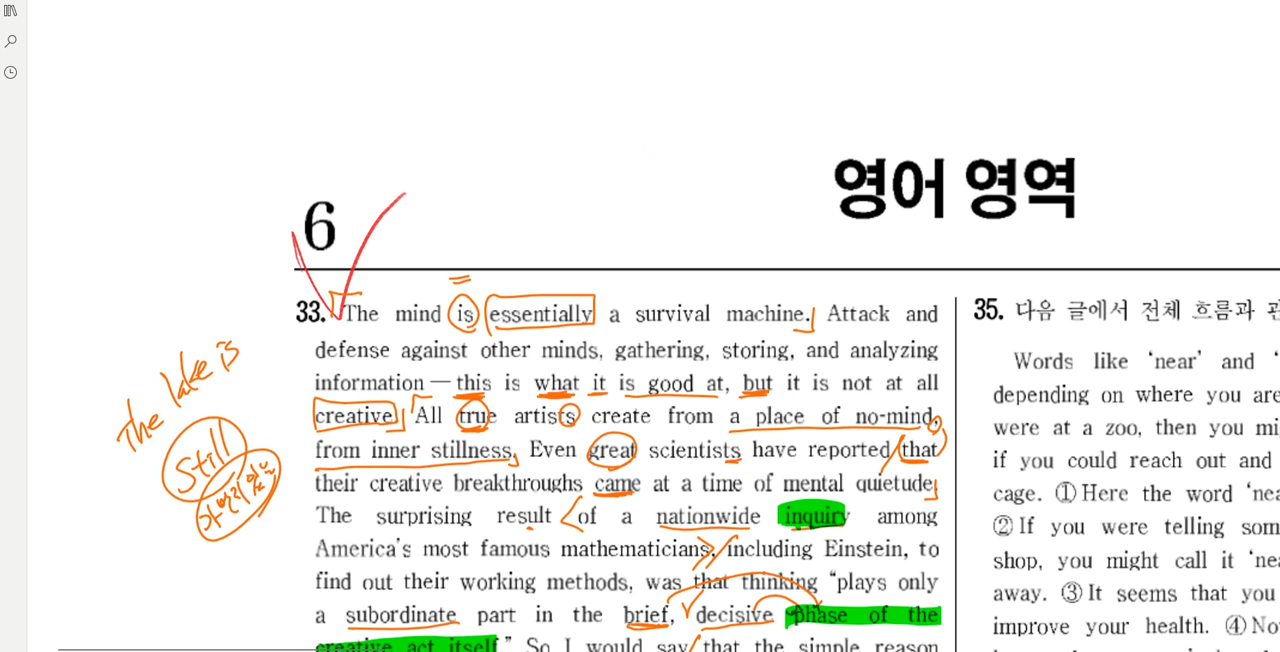 영어 영역
6
33. The mind is essentially a survival machine. Attack and
defense against other minds, gathering, storing, and analyzing
information — this is what it is good at, but it is not at all
creative. All true artists create from a place of no-mind,
from inner stillness. Even great scientists have reported that
their creative breakthroughs came at a time of mental quietude.
The surprising result of a nationwide inquiry among
America's most famous mathematicians, including Einstein, to
find out their working methods, was that thinking “plays only
a subordinate part in the brief, decisive phase of the
creative act itself.” So I would say that the simple reason
The lake is
Still
35. 다음 글에서 전체 흐름과 관
Words like ‘near’ and ‘
depending on where you are
were at a zoo, then you mi
if you could reach out and
cage. ① Here the word ‘nea
② If you were telling som
shop, you might call it ‘nea
away. ③ It seems that you
improve your health. ④ No